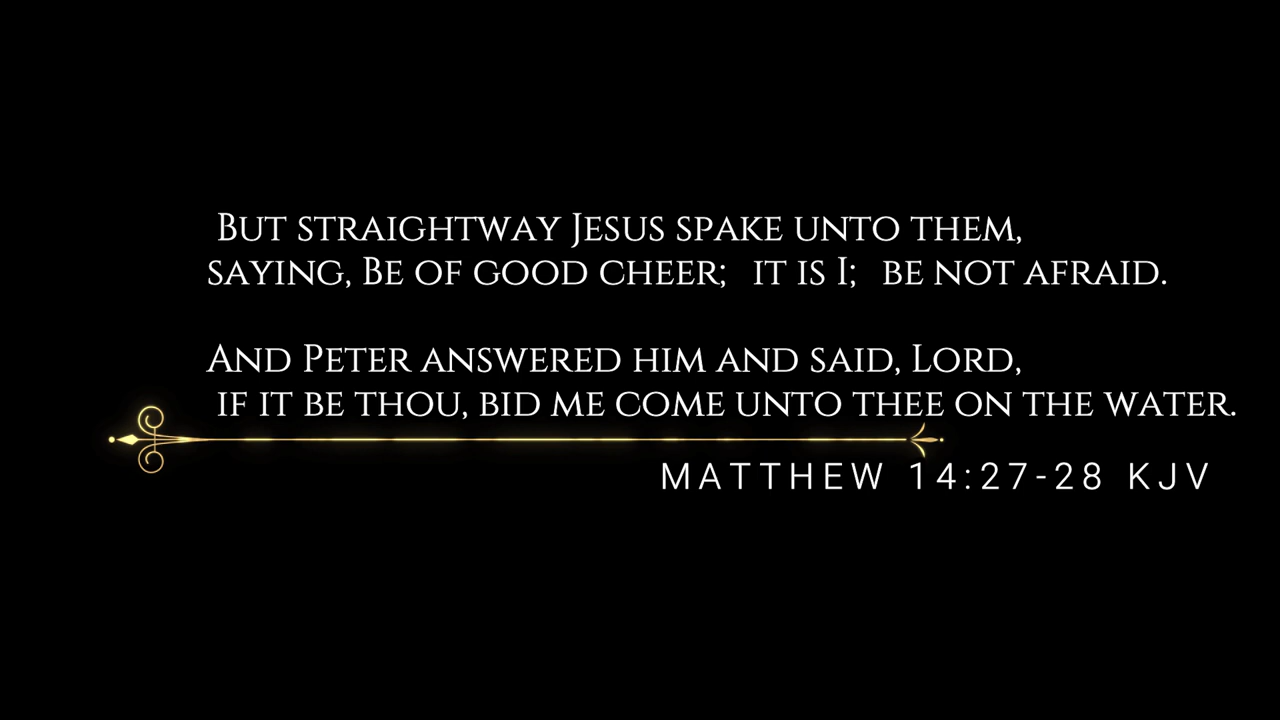 But straightway Jesus spake unto them,
saying, Be of good cheer; it is I; be not afraid.
And Peter answered him and said, Lord,
if it be thou, bid me come unto thee on the water.
MATTHEW 14:27-28 KJV